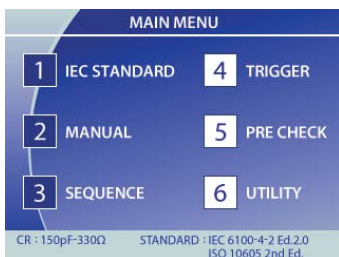 MAIN MENU
1 IEC STANDARD
2 MANUAL
3 SEQUENCE
4 TRIGGER
5 PRE CHECK
6 UTILITY
CR : 150pF-330Ω
STANDARD : IEC 6100-4-2 Ed.2.0
ISO 10605 2nd Ed.